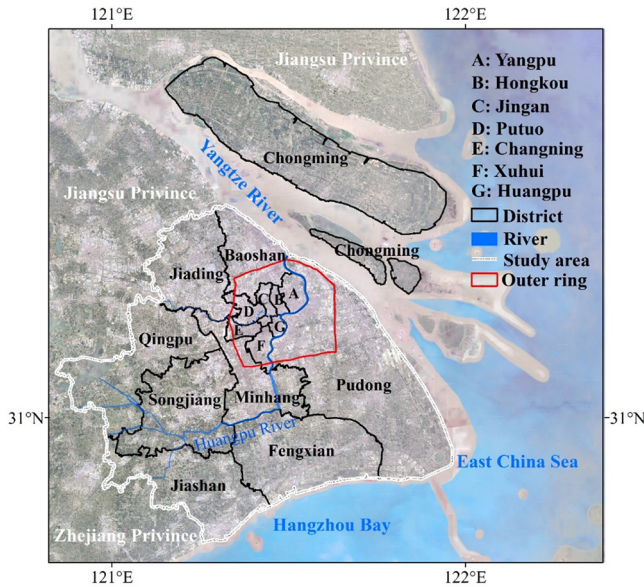 121°E
122°E
Jiangsu Privince
A: Yangpu
B: Hongkou
C: Jingan
D: Putuo
E: Changning
F: Xuhui
G: Huangpu
District
River
Study area
Outer ring
Chongming
Yangtze River
Jiangsu Privince
Chongming
Baoshan
Jiading
A
B
C
D
E
G
F
Qingpu
Pudong
Songjiang
Minhang
31°N
31°N
Huangpu River
Fengxian
East China Sea
Jiashan
Hangzhou Bay
Zhejiang Privince
121°E
122°E